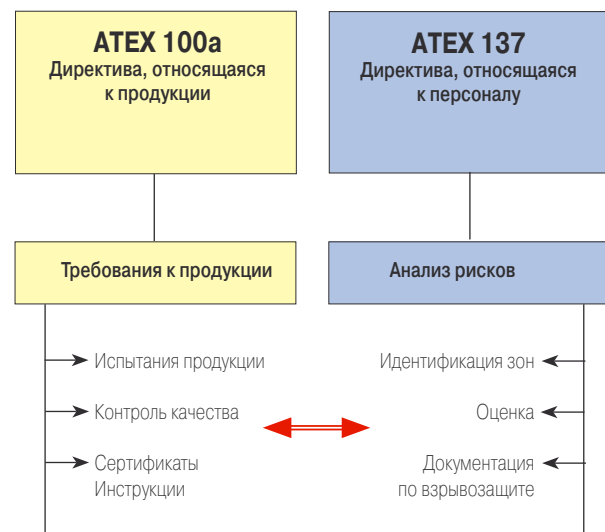 ATEX 100a
Директива, относящаяся
к продукции
ATEX 137
Директива, относящаяся
к персоналу
Требования к продукции
Анализ рисков
Испытания продукции
Контроль качества
Сертификаты
Инструкции
Идентификация зон
Оценка
Документация
по взрывозащите